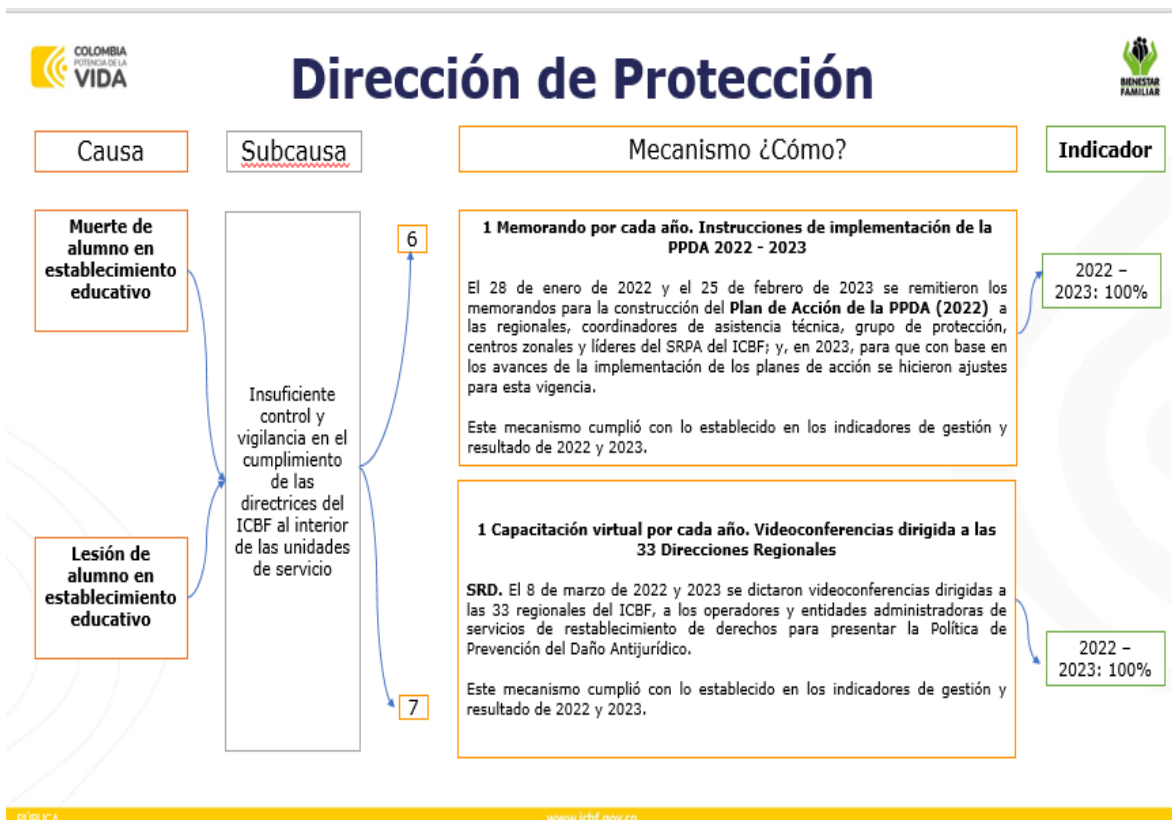 COLOMBIA
POTENCIA DE LA
VIDA
Dirección de Protección
BIENESTAR
FAMILIAR
Causa
Subcausa
Mecanismo ¿Cómo?
Indicador
Muerte de
alumno en
establecimiento
educativo
Lesión de
alumno en
establecimiento
educativo
Insuficiente
control y
vigilancia en el
cumplimiento
de las
directrices del
ICBF al interior
de las unidades
de servicio
6
1 Memorando por cada año. Instrucciones de implementación de la
PPDA 2022 - 2023
El 28 de enero de 2022 y el 25 de febrero de 2023 se remitieron los
memorandos para la construcción del Plan de Acción de la PPDA (2022) a
las regionales, coordinadores de asistencia técnica, grupo de protección,
centros zonales y líderes del SRPA del ICBF; y, en 2023, para que con base en
los avances de la implementación de los planes de acción se hicieron ajustes
para esta vigencia.
Este mecanismo cumplió con lo establecido en los indicadores de gestión y
resultado de 2022 y 2023.
2022 –
2023: 100%
7
1 Capacitación virtual por cada año. Videoconferencias dirigida a las
33 Direcciones Regionales
SRD. El 8 de marzo de 2022 y 2023 se dictaron videoconferencias dirigidas a
las 33 regionales del ICBF, a los operadores y entidades administradoras de
servicios de restablecimiento de derechos para presentar la Política de
Prevención del Daño Antijurídico.
Este mecanismo cumplió con lo establecido en los indicadores de gestión y
resultado de 2022 y 2023.
2022 –
2023: 100%
PÚBLICA
www.icbf.gov.co